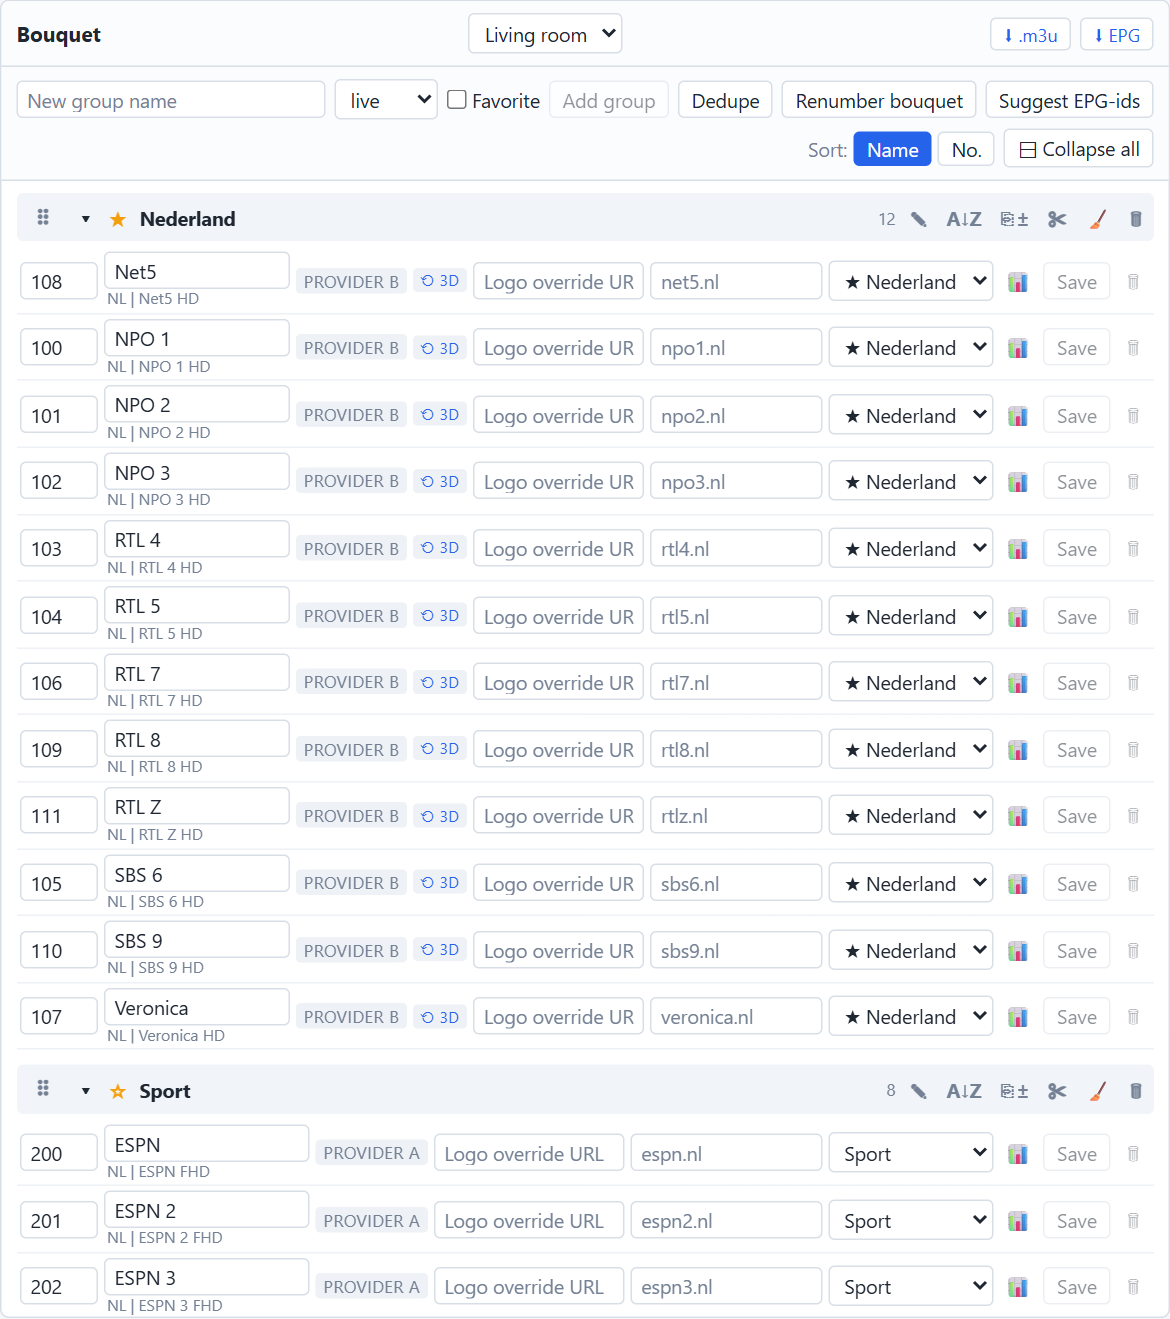 Bouquet Living room ⬇ .m3u ⬇ EPG
New group name live Favorite Add group Dedupe Renumber bouquet Suggest EPG-ids
Sort: Name No. Collapse all
Nederland 12 A↓Z
108 Net5 PROVIDER B 3D Logo override UR net5.nl ★ Nederland Save
NL | Net5 HD
100 NPO 1 PROVIDER B 3D Logo override UR npo1.nl ★ Nederland Save
NL | NPO 1 HD
101 NPO 2 PROVIDER B 3D Logo override UR npo2.nl ★ Nederland Save
NL | NPO 2 HD
102 NPO 3 PROVIDER B 3D Logo override UR npo3.nl ★ Nederland Save
NL | NPO 3 HD
103 RTL 4 PROVIDER B 3D Logo override UR rtl4.nl ★ Nederland Save
NL | RTL 4 HD
104 RTL 5 PROVIDER B 3D Logo override UR rtl5.nl ★ Nederland Save
NL | RTL 5 HD
106 RTL 7 PROVIDER B 3D Logo override UR rtl7.nl ★ Nederland Save
NL | RTL 7 HD
109 RTL 8 PROVIDER B 3D Logo override UR rtl8.nl ★ Nederland Save
NL | RTL 8 HD
111 RTL Z PROVIDER B 3D Logo override UR rtlz.nl ★ Nederland Save
NL | RTL Z HD
105 SBS 6 PROVIDER B 3D Logo override UR sbs6.nl ★ Nederland Save
NL | SBS 6 HD
110 SBS 9 PROVIDER B 3D Logo override UR sbs9.nl ★ Nederland Save
NL | SBS 9 HD
107 Veronica PROVIDER B 3D Logo override UR veronica.nl ★ Nederland Save
NL | Veronica HD
Sport 8 A↓Z
200 ESPN PROVIDER A Logo override URL espn.nl Sport Save
NL | ESPN FHD
201 ESPN 2 PROVIDER A Logo override URL espn2.nl Sport Save
NL | ESPN 2 FHD
202 ESPN 3 PROVIDER A Logo override URL espn3.nl Sport Save
NL | ESPN 3 FHD